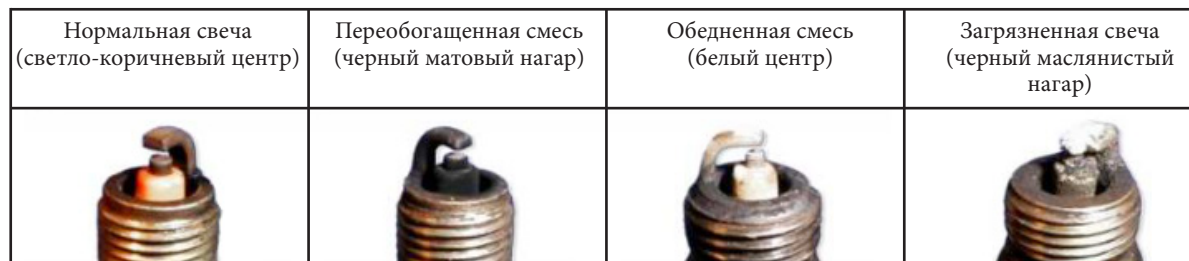 Нормальная свеча
(светло-коричневый центр)
Переобогащенная смесь
(черный матовый нагар)
Обедненная смесь
(белый центр)
Загрязненная свеча
(черный маслянистый
нагар)